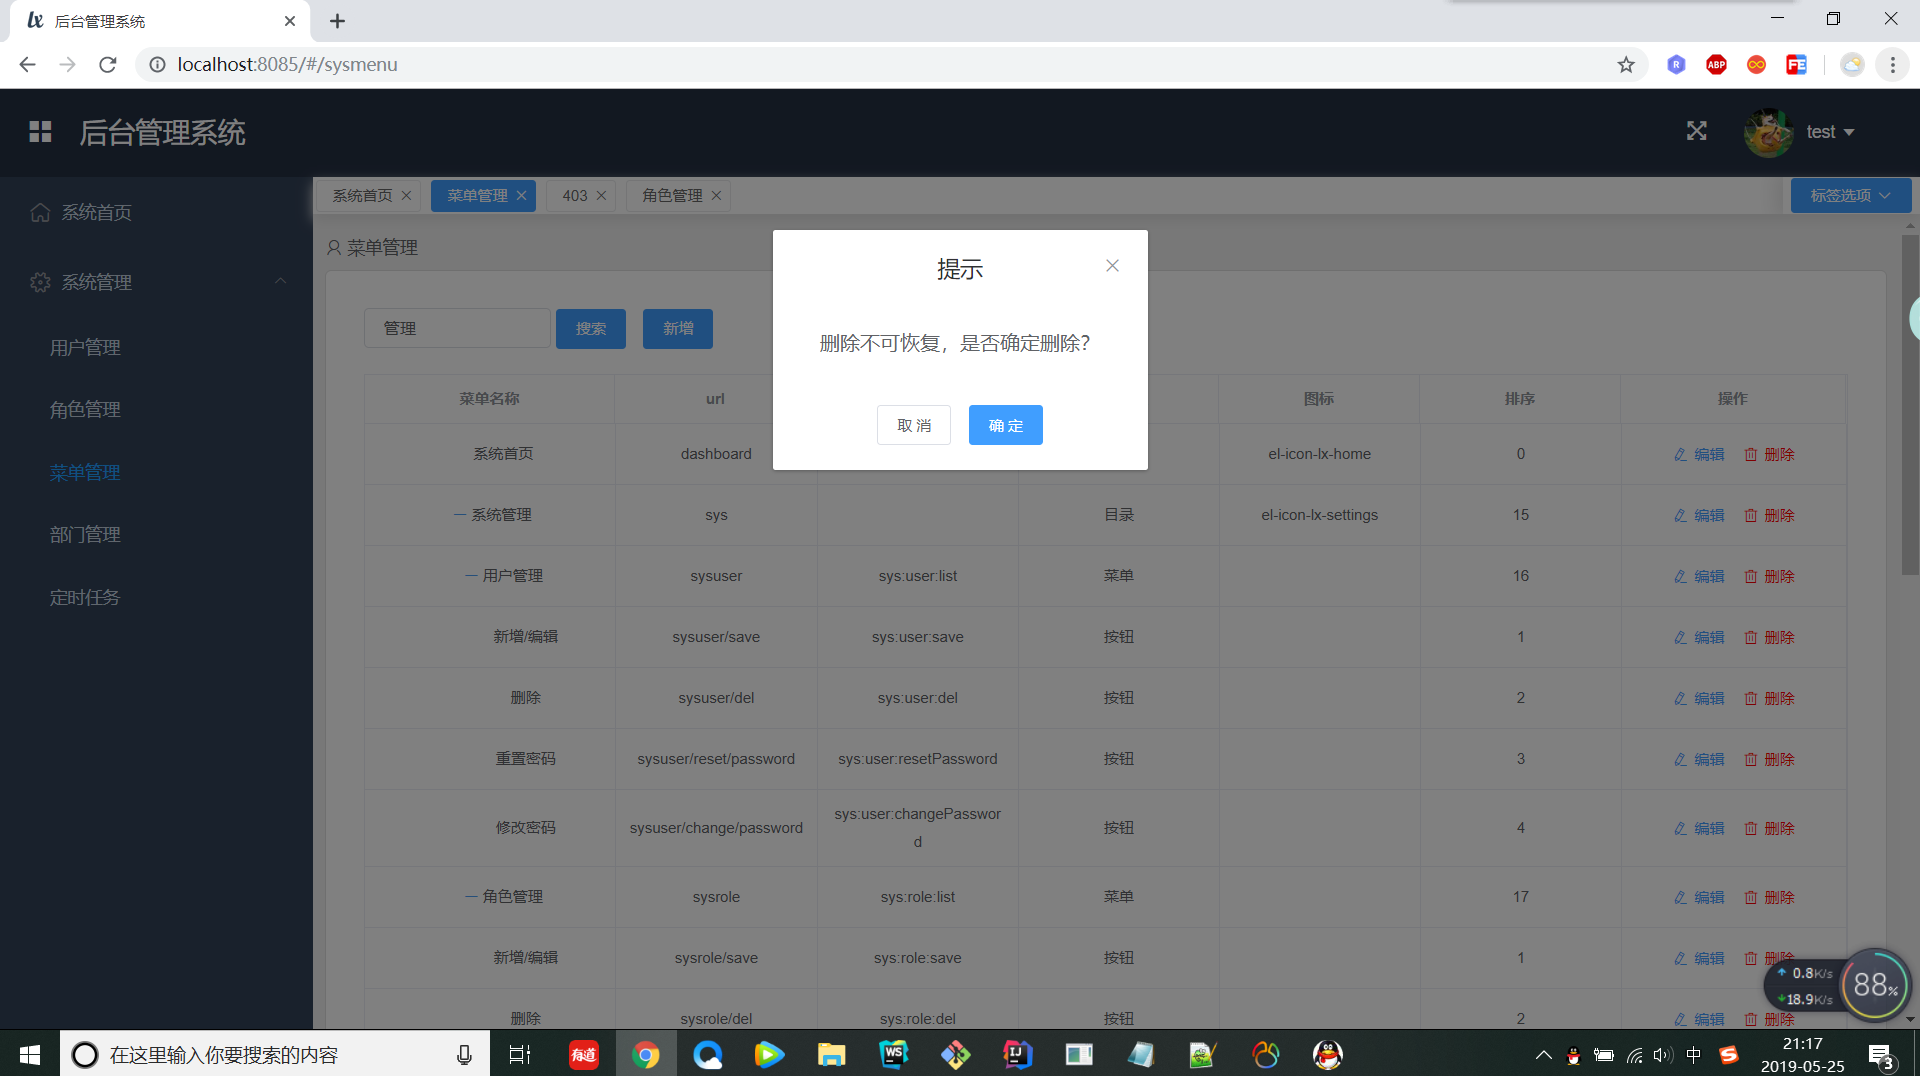 后台管理系统
localhost:8085/#/sysmenu
后台管理系统
test
系统首页
系统管理
用户管理
角色管理
菜单管理
部门管理
定时任务
系统首页 菜单管理 403 角色管理 标签选项
菜单管理
管理 搜索 新增
提示
删除不可恢复，是否确定删除?
取消 确定
菜单名称 url 图标 排序 操作
系统首页 dashboard el-icon-lx-home 0 编辑 删除
系统管理 sys 目录 el-icon-lx-settings 15 编辑 删除
用户管理 sysuser sys:user:list 菜单 16 编辑 删除
新增/编辑 sysuser/save sys:user:save 按钮 1 编辑 删除
删除 sysuser/del sys:user:del 按钮 2 编辑 删除
重置密码 sysuser/reset/password sys:user:resetPassword 按钮 3 编辑 删除
修改密码 sysuser/change/password sys:user:changePasswor
d 按钮 4 编辑 删除
角色管理 sysrole sys:role:list 菜单 17 编辑 删除
新增/编辑 sysrole/save sys:role:save 按钮 1 编辑 删除
删除 sysrole/del sys:role:del 按钮 2 编辑 删除
0.8K/s
18.9K/s
88%
在这里输入你要搜索的内容
有道
WS
IJ
中
21:17
2019-05-25
3
ABP
FE
R